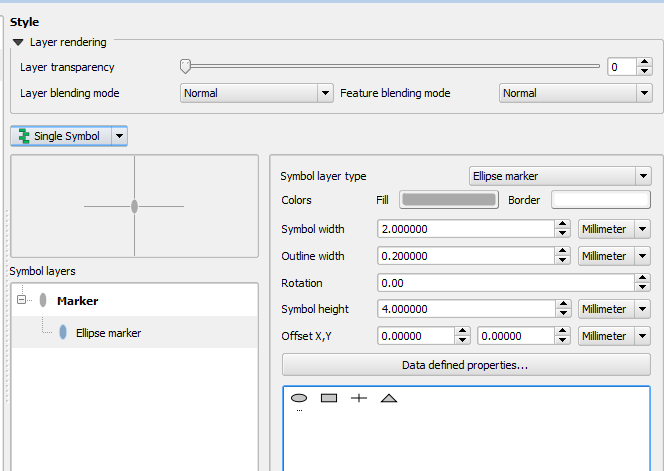 Style
Layer rendering
Layer transparency 0
Layer blending mode Normal Feature blending mode Normal
Single Symbol
Symbol layer type Ellipse marker
Colors Fill Border
Symbol width 2.000000 Millimeter
Outline width 0.200000 Millimeter
Rotation 0.00
Symbol height 4.000000 Millimeter
Offset X,Y 0.00000 0.00000 Millimeter
Data defined properties...
...
Symbol layers
Marker
Ellipse marker